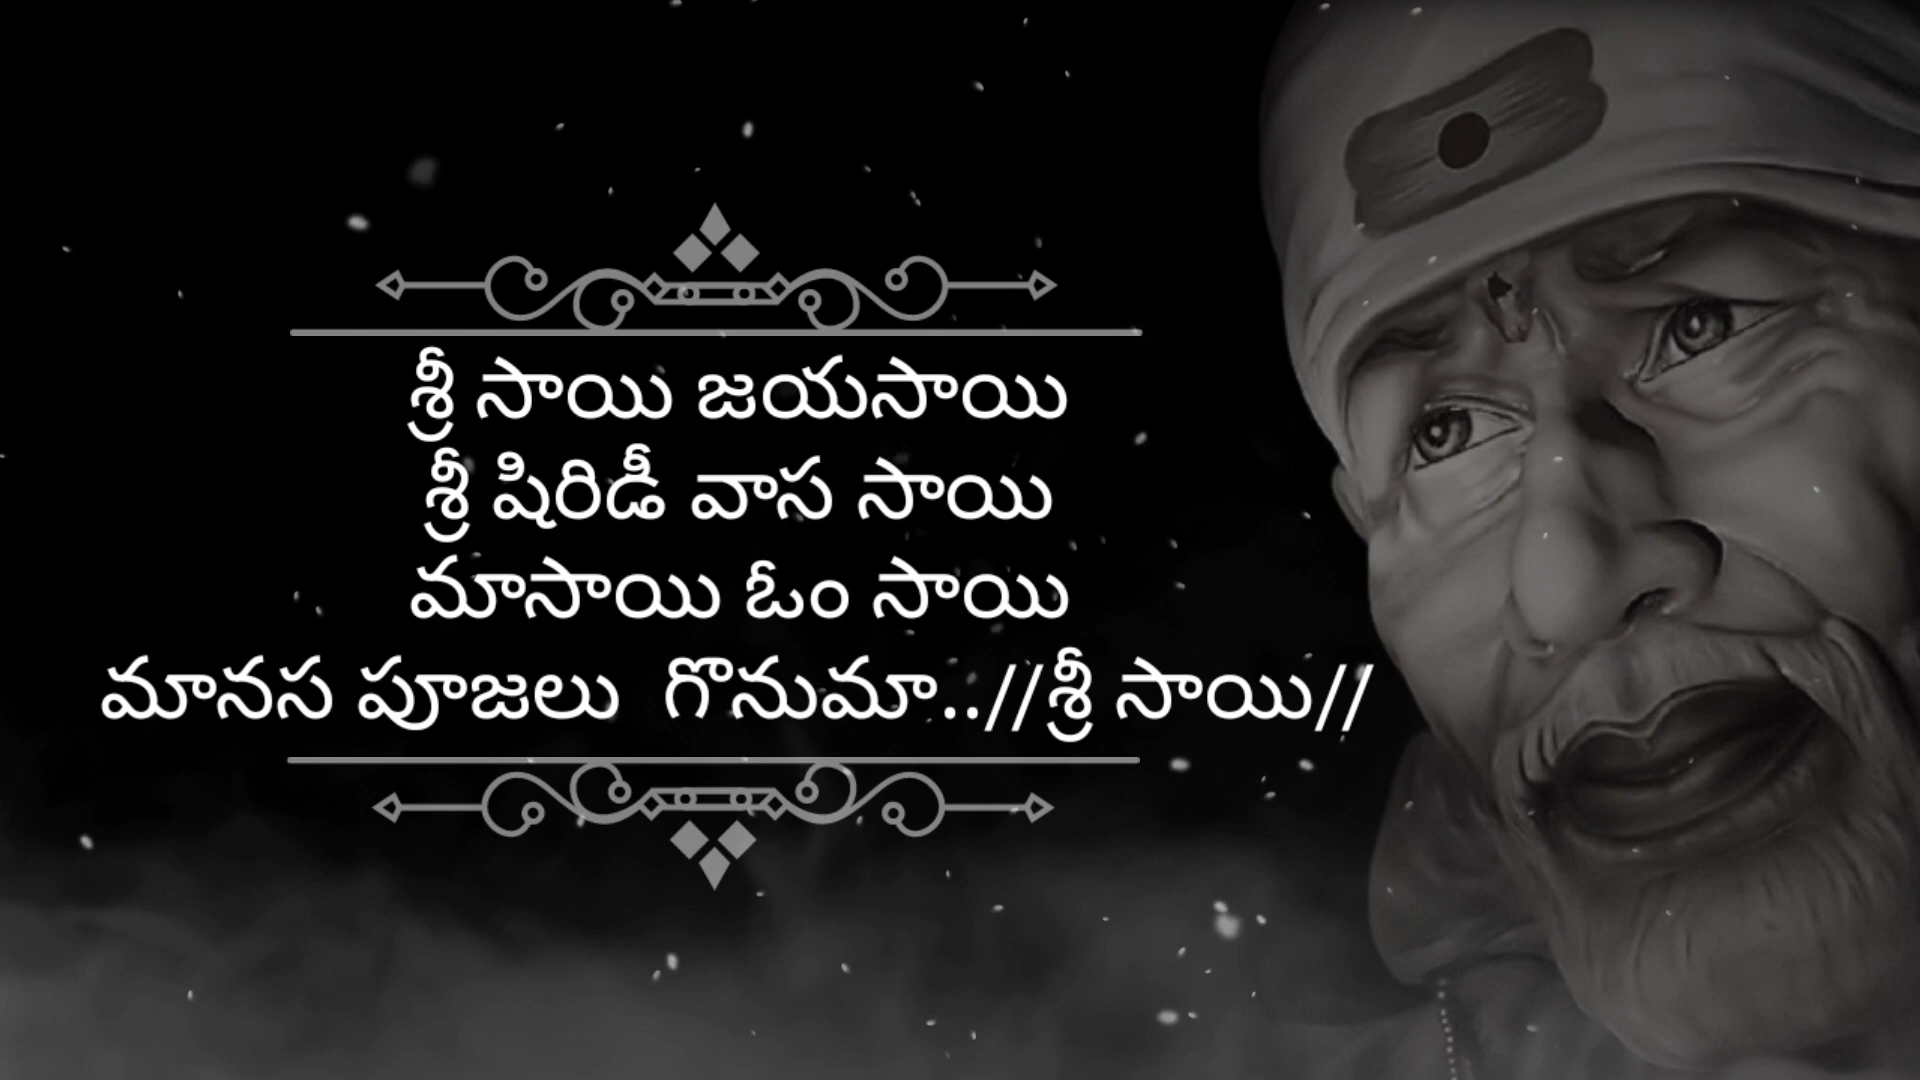 శ్రీ సాయి జయసాయి
శ్రీ షిరిడీ వాస సాయి
మాసాయి ఓం సాయి
మానస పూజలు  గొనుమా..//శ్రీ సాయి//